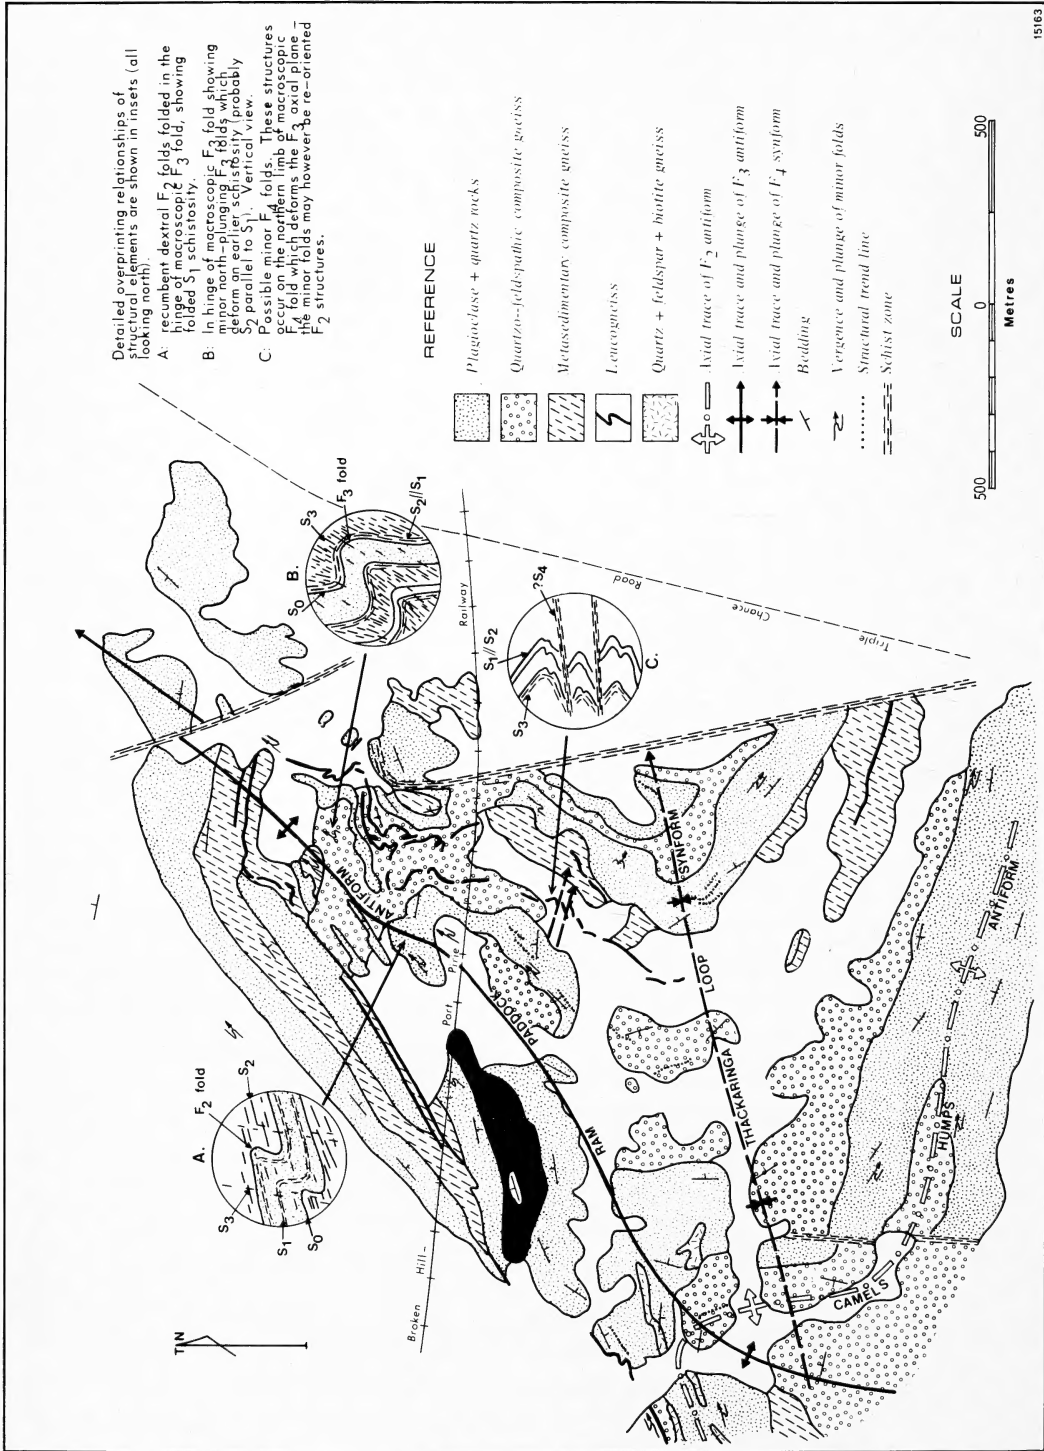 Detailed overprinting relationships of
structural elements are shown in insets (all
looking north).
A: recumbent dextral F2 folds folded in the
hinge of macroscopic F3 fold, showing
folded S1 schistosity.
B: In hinge of macroscopic F3 fold showing
minor north-plunging F3 folds which
deform an earlier schistosity (probably
S2 parallel to S1). Vertical view.
C: Possible minor F4 folds. These structures
occur on the northern limb of macroscopic
F4 fold which deforms the F3 axial plane -
the minor folds may however be re-oriented
F2 structures.
REFERENCE
Plagioclase + quartz rocks
Quartzo-feldspathic composite gneiss
Metasedimentary composite gneiss
Leucogneiss
Quartz + feldspar + biotite gneiss
Axial trace of F2 antiform
Axial trace and plunge of F3 antiform
Axial trace and plunge of F4 synform
Bedding
Vergence and plunge of minor folds
Structural trend line
Schist zone
SCALE
500 0 500
Metres
TN
A.
S3
F2 fold
S2
S1
S0
B.
S0
S3
F3 fold
S2//S1
C.
S3
S1//S2
?S4
Broken Hill - Port Pirie Railway
Triple Chance Road
RAM PADDOCKS ANTIFORM
THACKARINGA LOOP SYNFORM
CAMELS HUMPS ANTIFORM
15163